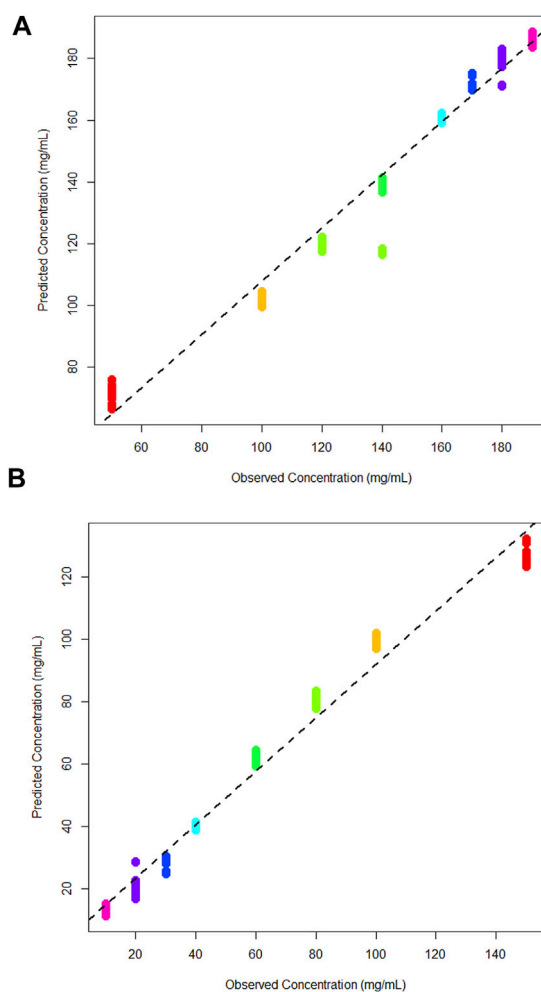 A
Predicted Concentration (mg/mL)
180
160
140
120
100
80
60 80 100 120 140 160 180
Observed Concentration (mg/mL)
B
Predicted Concentration (mg/mL)
120
100
80
60
40
20
20 40 60 80 100 120 140
Observed Concentration (mg/mL)